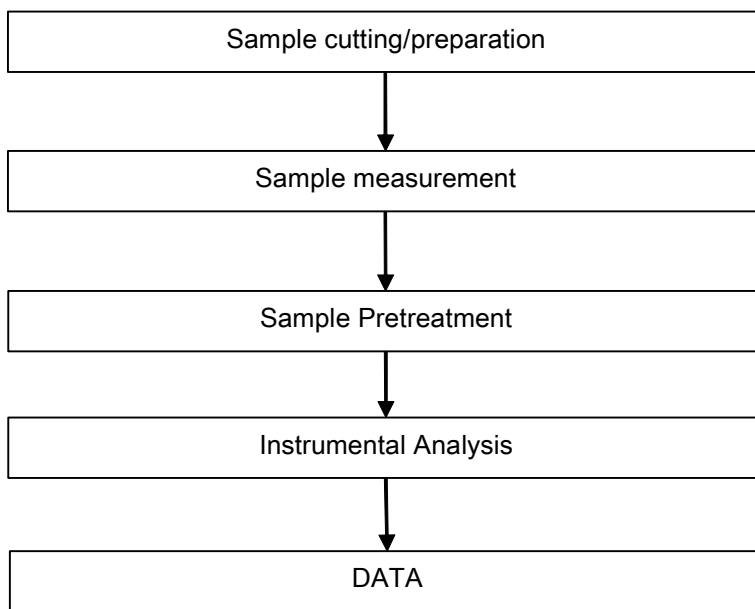 Sample cutting/preparation
Sample measurement
Sample Pretreatment
Instrumental Analysis
DATA